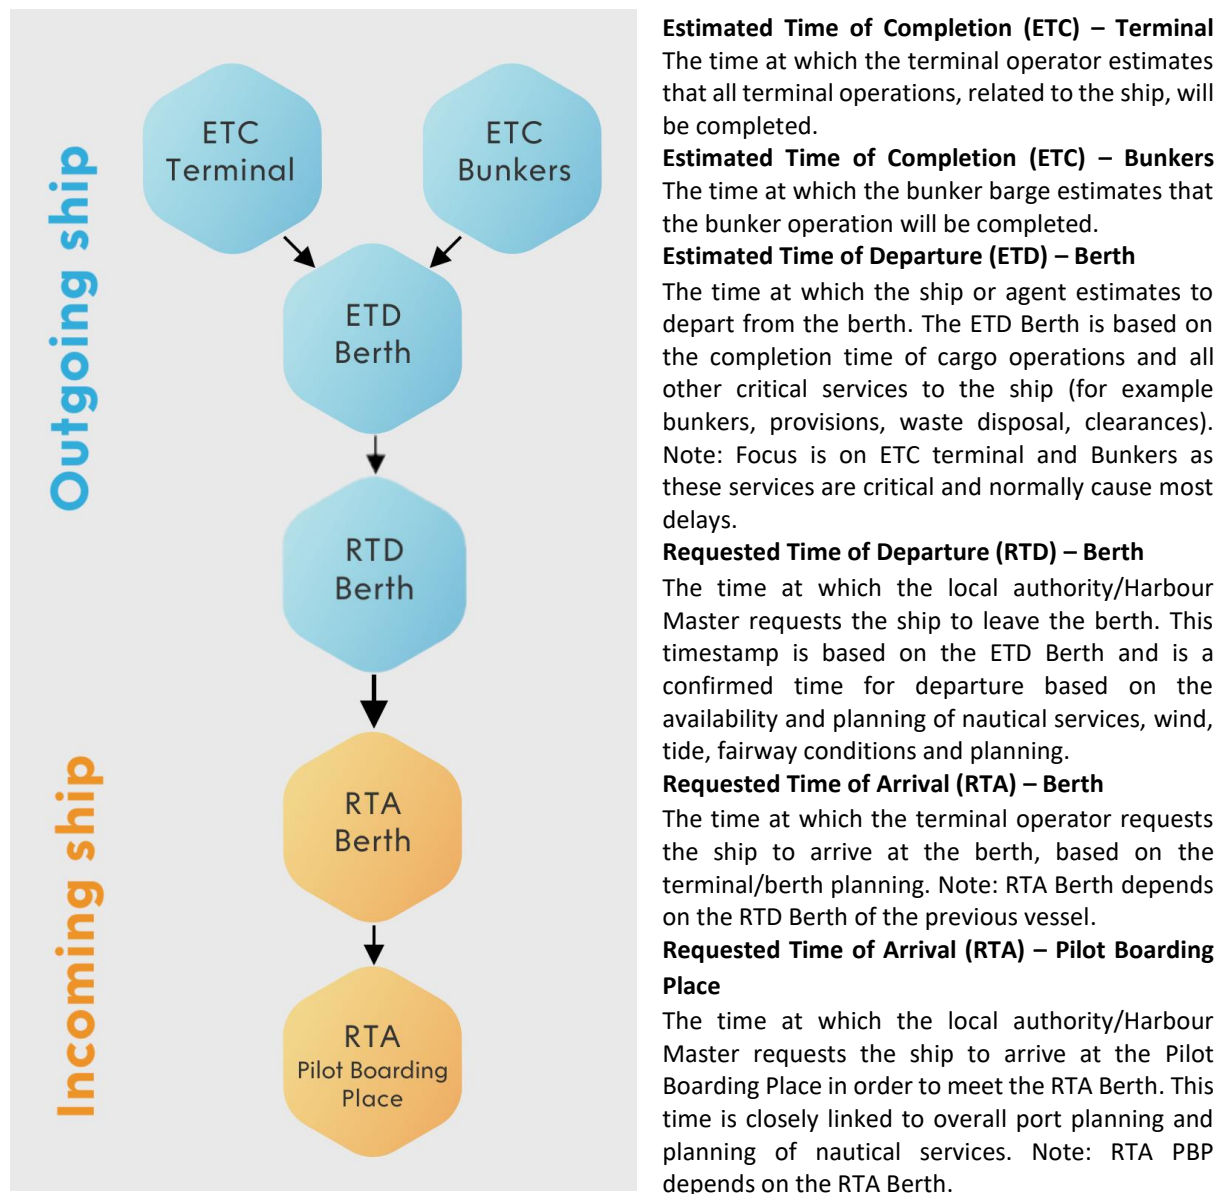 Outgoing ship
ETC
Terminal
ETC
Bunkers
ETD
Berth
RTD
Berth
Incoming ship
RTA
Berth
RTA
Pilot Boarding
Place
Estimated Time of Completion (ETC) – Terminal
The time at which the terminal operator estimates
that all terminal operations, related to the ship, will
be completed.
Estimated Time of Completion (ETC) – Bunkers
The time at which the bunker barge estimates that
the bunker operation will be completed.
Estimated Time of Departure (ETD) – Berth
The time at which the ship or agent estimates to
depart from the berth. The ETD Berth is based on
the completion time of cargo operations and all
other critical services to the ship (for example
bunkers, provisions, waste disposal, clearances).
Note: Focus is on ETC terminal and Bunkers as
these services are critical and normally cause most
delays.
Requested Time of Departure (RTD) – Berth
The time at which the local authority/Harbour
Master requests the ship to leave the berth. This
timestamp is based on the ETD Berth and is a
confirmed time for departure based on the
availability and planning of nautical services, wind,
tide, fairway conditions and planning.
Requested Time of Arrival (RTA) – Berth
The time at which the terminal operator requests
the ship to arrive at the berth, based on the
terminal/berth planning. Note: RTA Berth depends
on the RTD Berth of the previous vessel.
Requested Time of Arrival (RTA) – Pilot Boarding
Place
The time at which the local authority/Harbour
Master requests the ship to arrive at the Pilot
Boarding Place in order to meet the RTA Berth. This
time is closely linked to overall port planning and
planning of nautical services. Note: RTA PBP
depends on the RTA Berth.